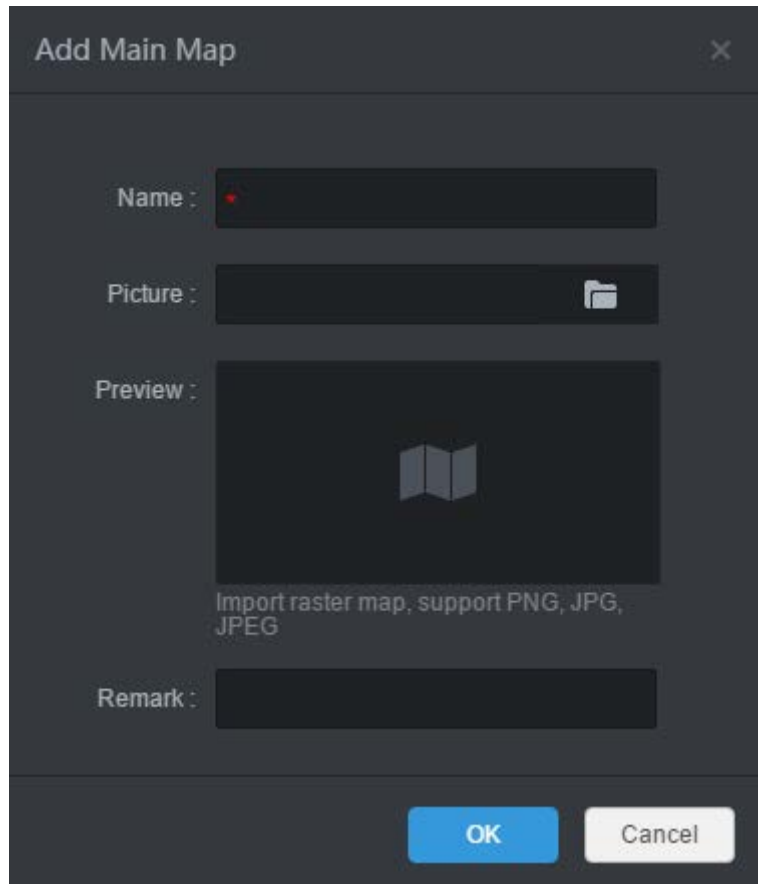 Add Main Map
Name :
*
Picture :
Preview :
Import raster map, support PNG, JPG,
JPEG
Remark :
OK
Cancel